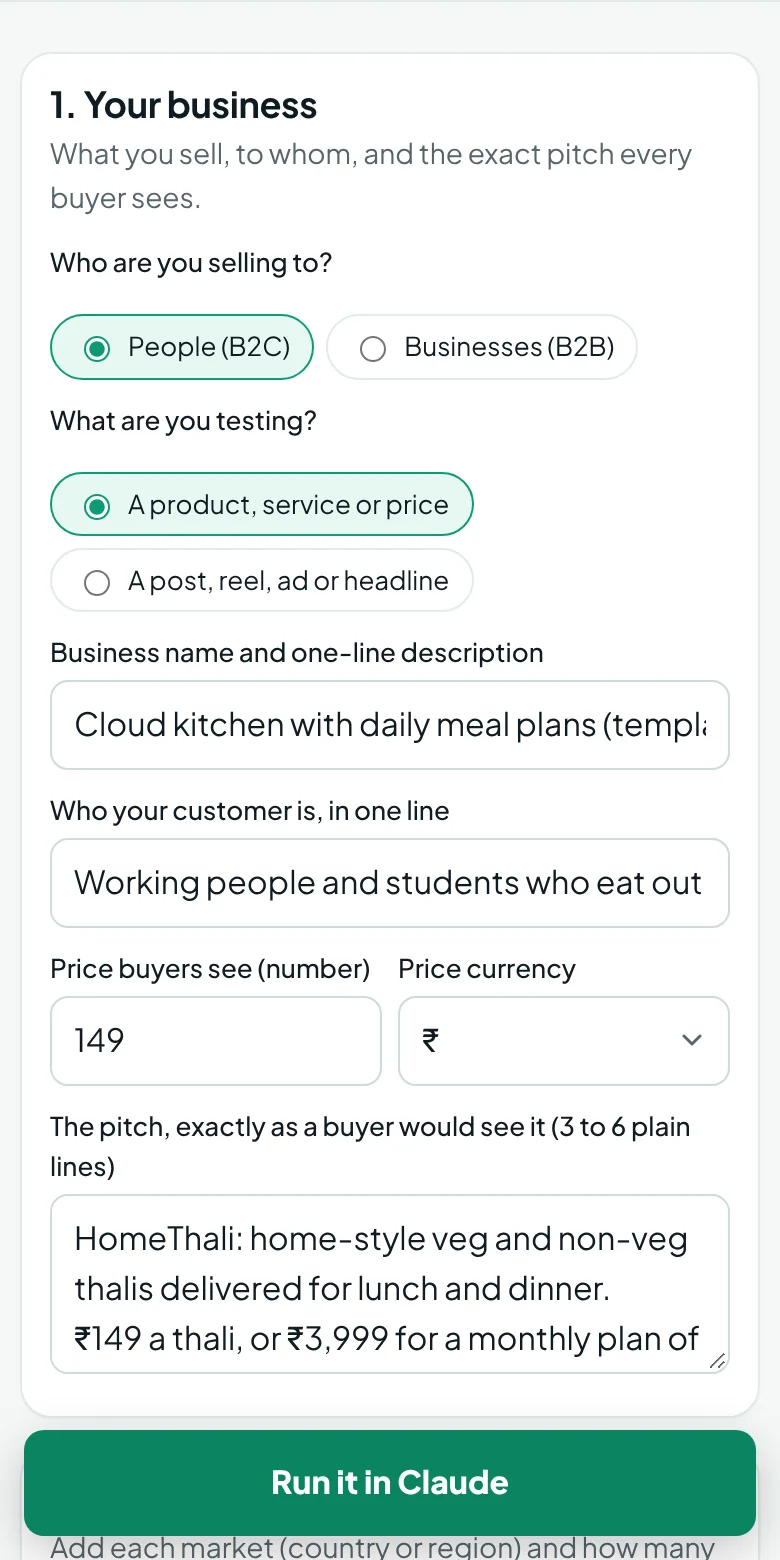 1. Your business
What you sell, to whom, and the exact pitch every
buyer sees.
Who are you selling to?
People (B2C)
Businesses (B2B)
What are you testing?
A product, service or price
A post, reel, ad or headline
Business name and one-line description
Cloud kitchen with daily meal plans (templa
Who your customer is, in one line
Working people and students who eat out
Price buyers see (number)
Price currency
149
₹
The pitch, exactly as a buyer would see it (3 to 6 plain
lines)
HomeThali: home-style veg and non-veg
thalis delivered for lunch and dinner.
₹149 a thali, or ₹3,999 for a monthly plan of
Run it in Claude
Add each market (country or region) and how many